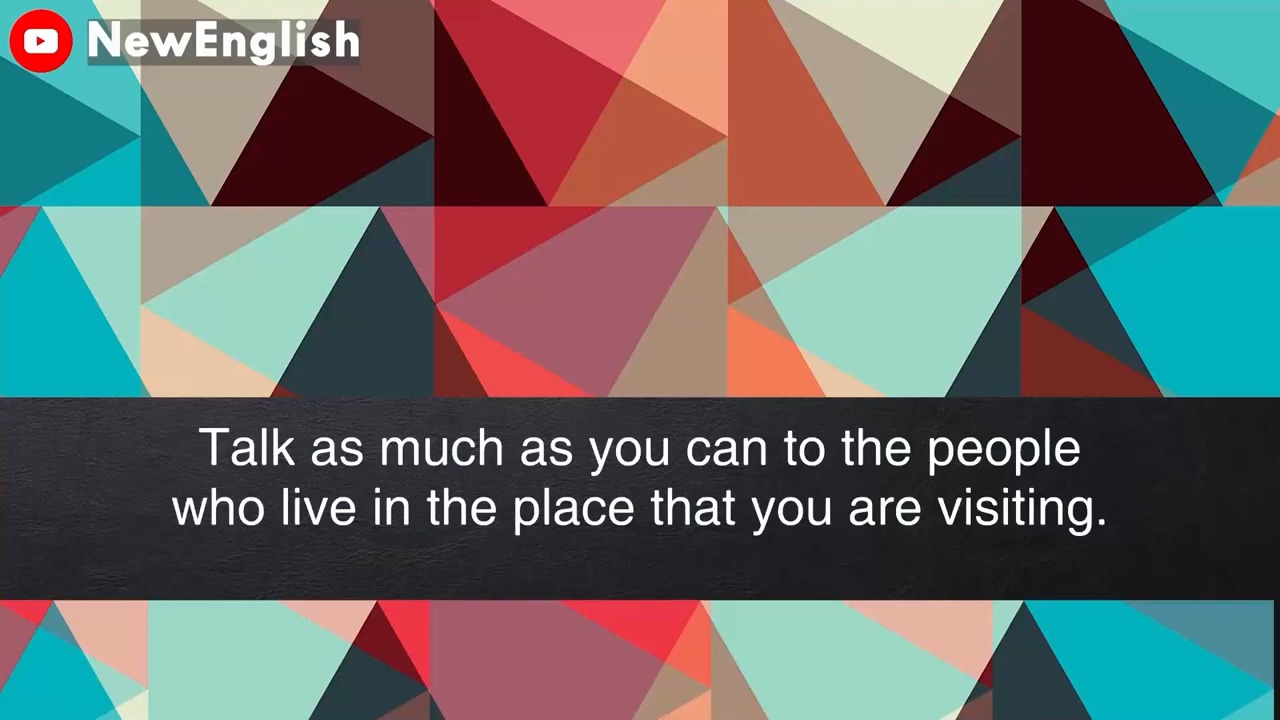 NewEnglish
Talk as much as you can to the people
who live in the place that you are visiting.